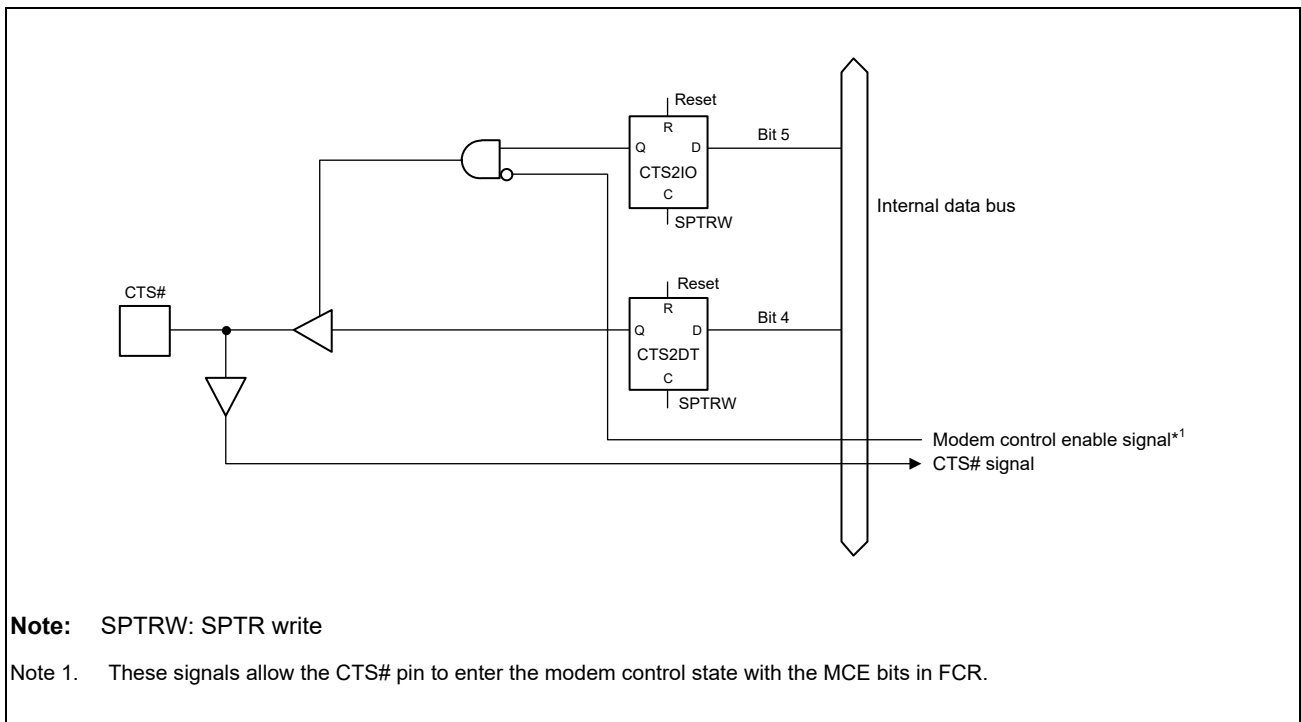 Reset
R
Q D
Bit 5
CTS2IO
C
SPTRW
Internal data bus
Reset
CTS#
R
Q D
Bit 4
CTS2DT
C
SPTRW
Modem control enable signal*1
CTS# signal
Note: SPTRW: SPTR write
Note 1. These signals allow the CTS# pin to enter the modem control state with the MCE bits in FCR.